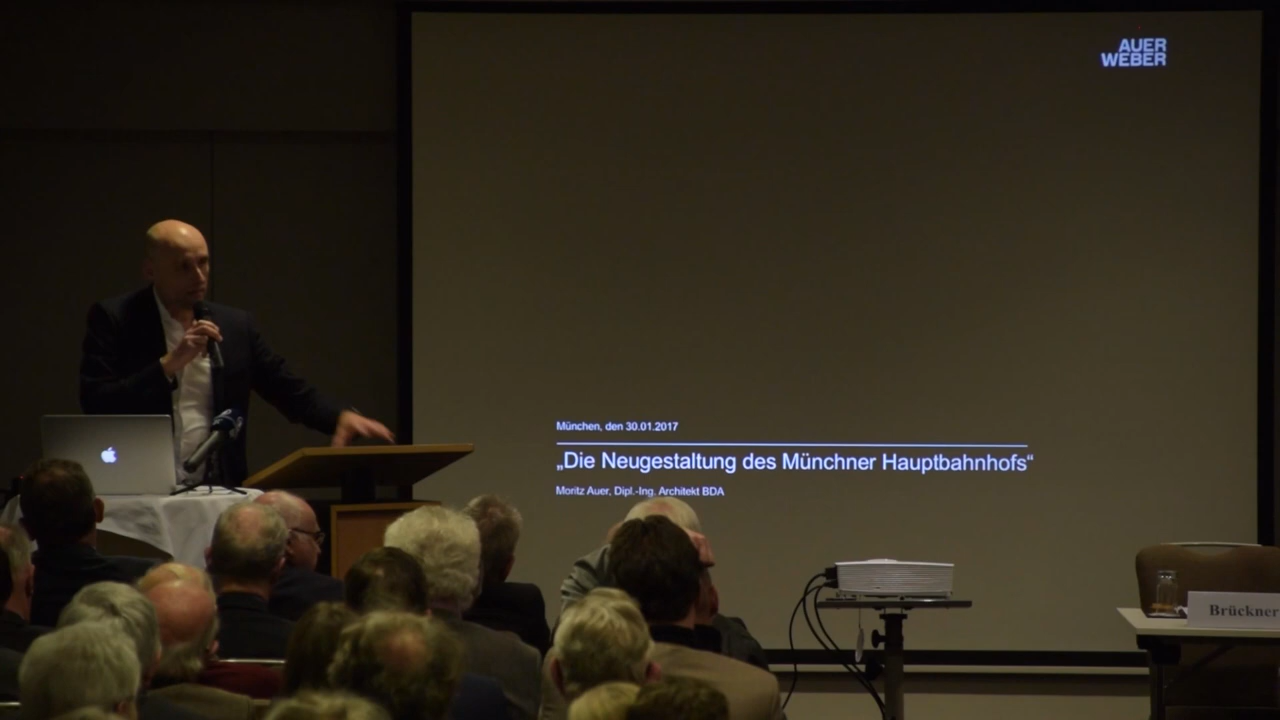 AUER
WEBER
München, den 30.01.2017
„Die Neugestaltung des Münchner Hauptbahnhofs“
Moritz Auer, Dipl.-Ing. Architekt BDA
Brückner